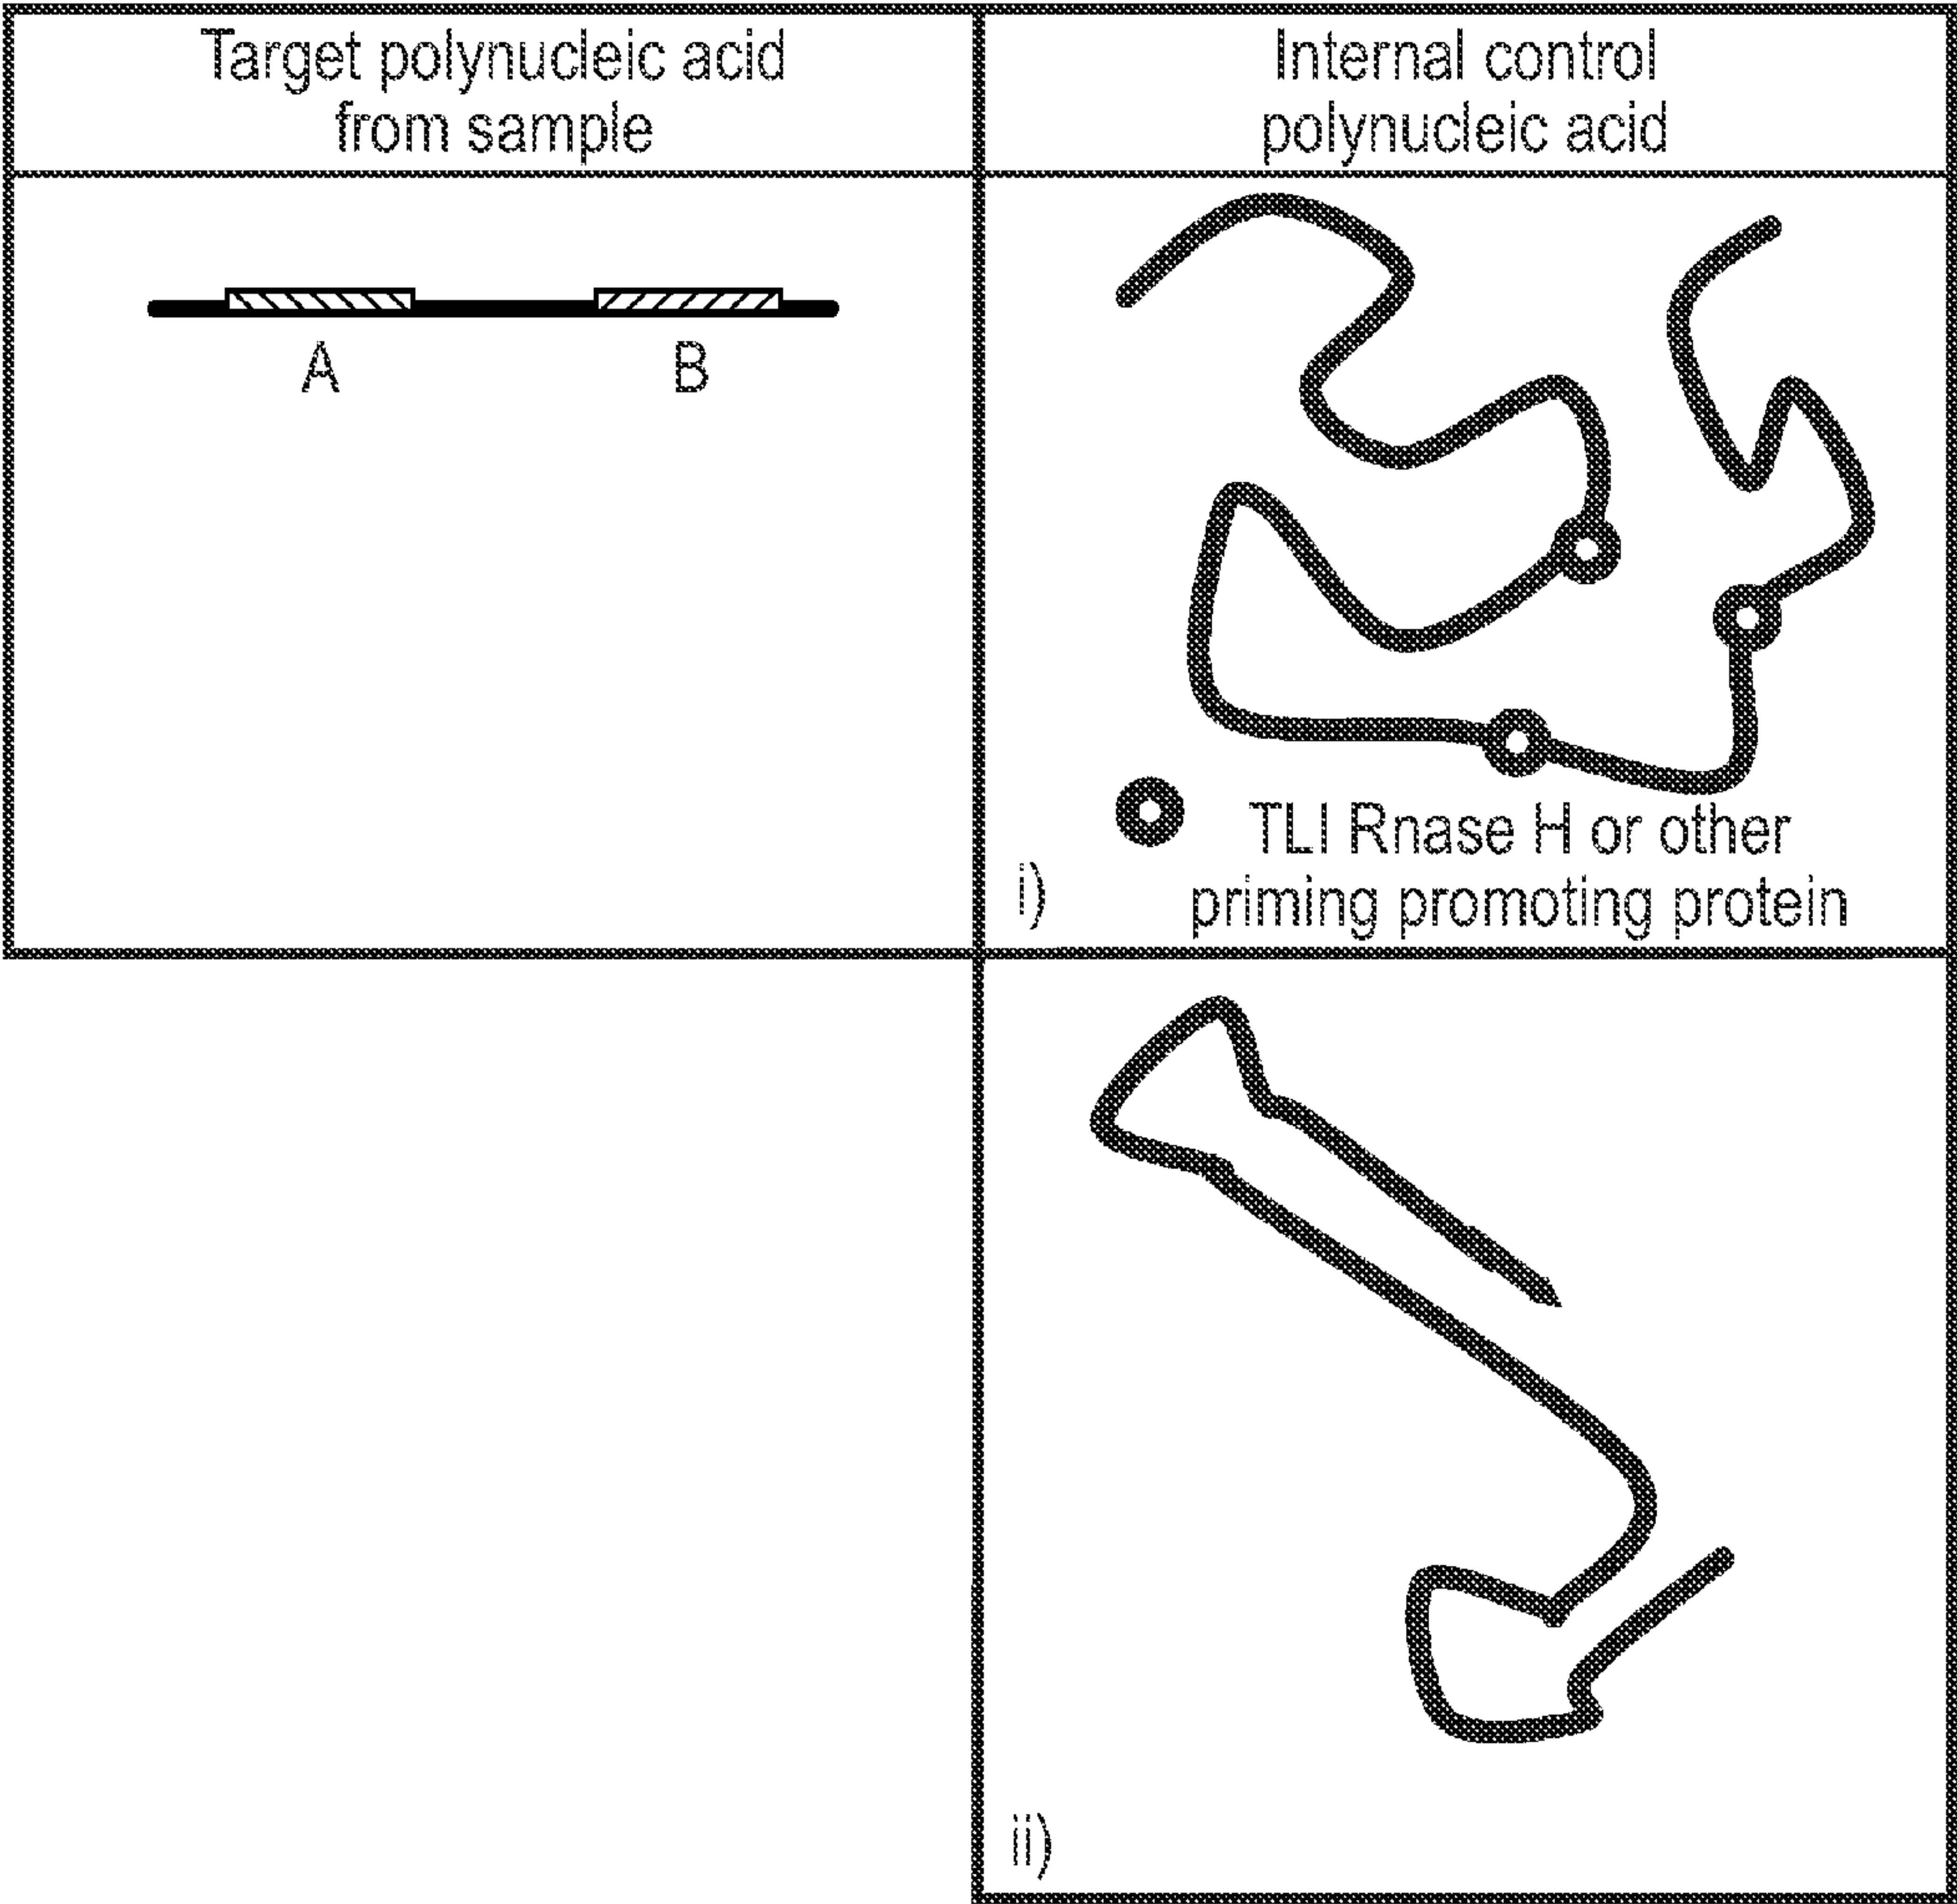 Target polynucleic acid
from sample
Internal control
polynucleic acid
A
B
TLI Rnase H or other
i)
priming promoting protein
ii)